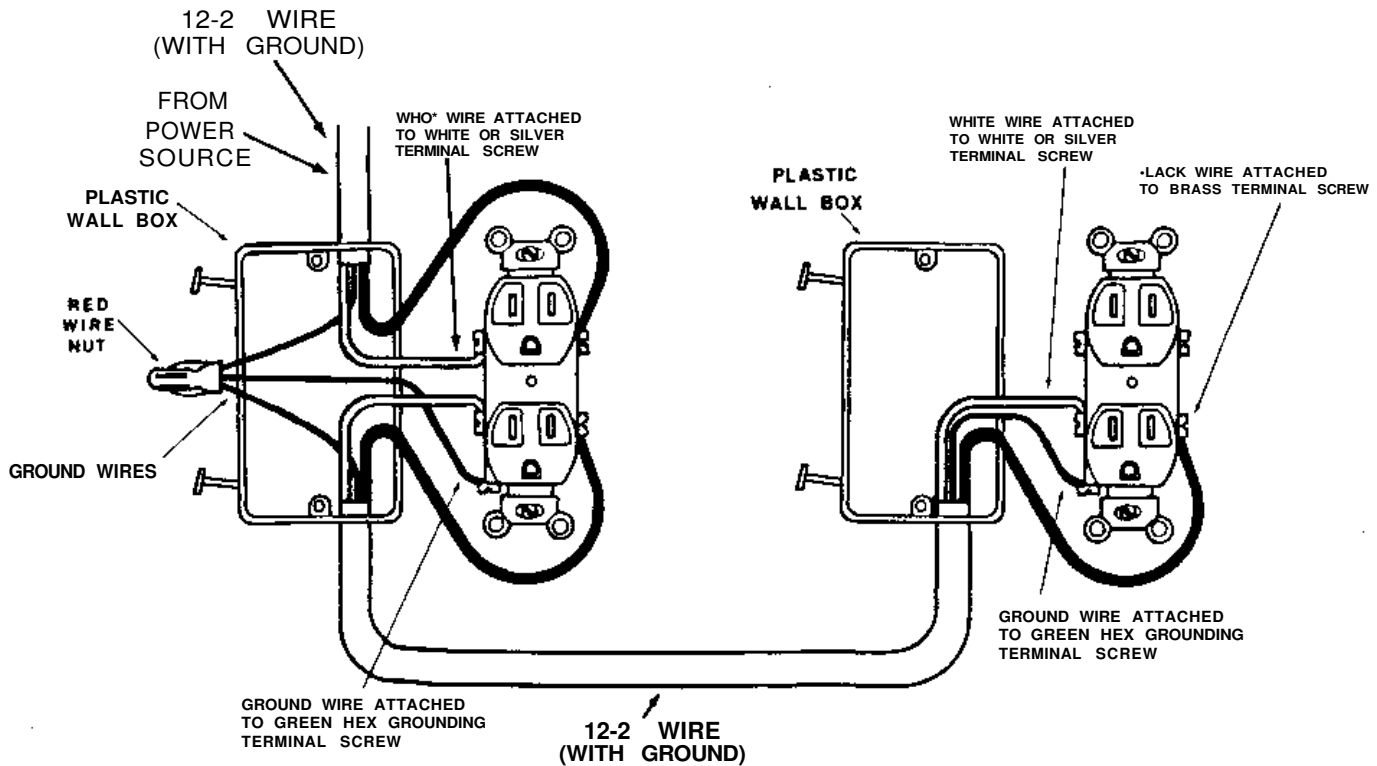 12-2 WIRE
(WITH GROUND)
FROM
POWER
SOURCE
PLASTIC
WALL BOX
RED
WIRE
NUT
GROUND WIRES
WHO* WIRE ATTACHED
TO WHITE OR SILVER
TERMINAL SCREW
GROUND WIRE ATTACHED
TO GREEN HEX GROUNDING
TERMINAL SCREW
12-2 WIRE
(WITH GROUND)
PLASTIC
WALL BOX
WHITE WIRE ATTACHED
TO WHITE OR SILVER
TERMINAL SCREW
•LACK WIRE ATTACHED
TO BRASS TERMINAL SCREW
GROUND WIRE ATTACHED
TO GREEN HEX GROUNDING
TERMINAL SCREW